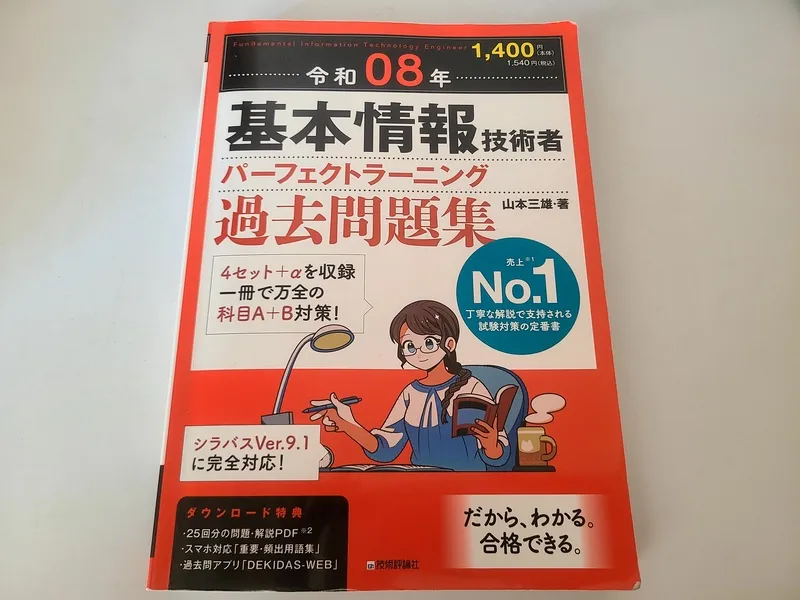 Fundamental Information Technology Engineer
1,400円(本体)
1,540円(税込)
令和08年
基本情報技術者
パーフェクトラーニング
過去問題集
山本三雄・著
4セット+αを収録
一冊で万全の
科目A+B対策!
売上※1
No.1
丁寧な解説で支持される
試験対策の定番書
シラバスVer.9.1
に完全対応!
ダウンロード特典
・25回分の問題・解説PDF※2
・スマホ対応「重要・頻出用語集」
・過去問アプリ「DEKIDAS-WEB」
だから、わかる。
合格できる。
技術評論社